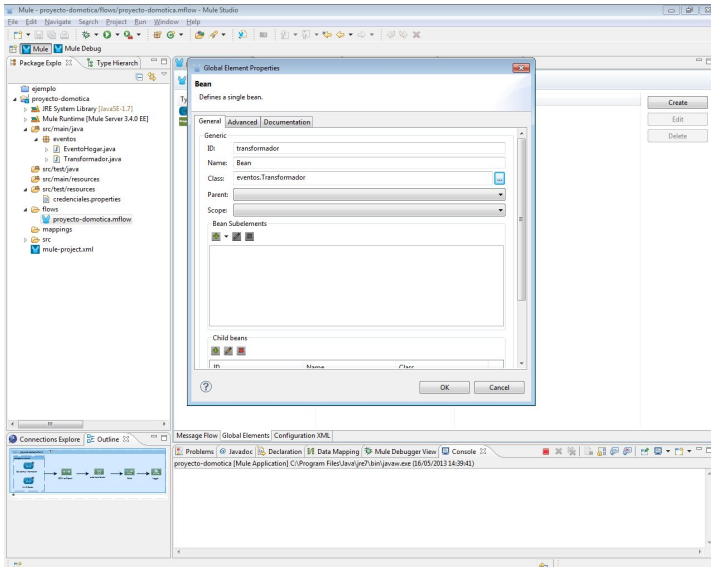 Mule - proyecto-domotica/flows/proyecto-domotica.mflow - Mule Studio
File Edit Navigate Search Project Run Window Help
Mule Mule Debug
Package Explo Type Hierarch
ejemplo
proyecto-domotica
JRE System Library [JavaSE-1.7]
Mule Runtime [Mule Server 3.4.0 EE]
src/main/java
eventos
EventoHogar.java
Transformador.java
src/test/java
src/main/resources
src/test/resources
credenciales.properties
flows
proyecto-domotica.mflow
mappings
src
mule-project.xml
Global Element Properties
Bean
Defines a single bean.
General Advanced Documentation
Generic
ID: transformador
Name: Bean
Class: eventos.Transformador
...
Parent:
Scope:
Bean Subelements
Child beans
ID Name Class
OK Cancel
Ty
Create
Edit
Delete
Message Flow Global Elements Configuration XML
Connections Explore Outline
Problems Javadoc Declaration Data Mapping Mule Debugger View Console
proyecto-domotica [Mule Application] C:\Program Files\Java\jre7\bin\javaw.exe (16/05/2013 14:39:41)